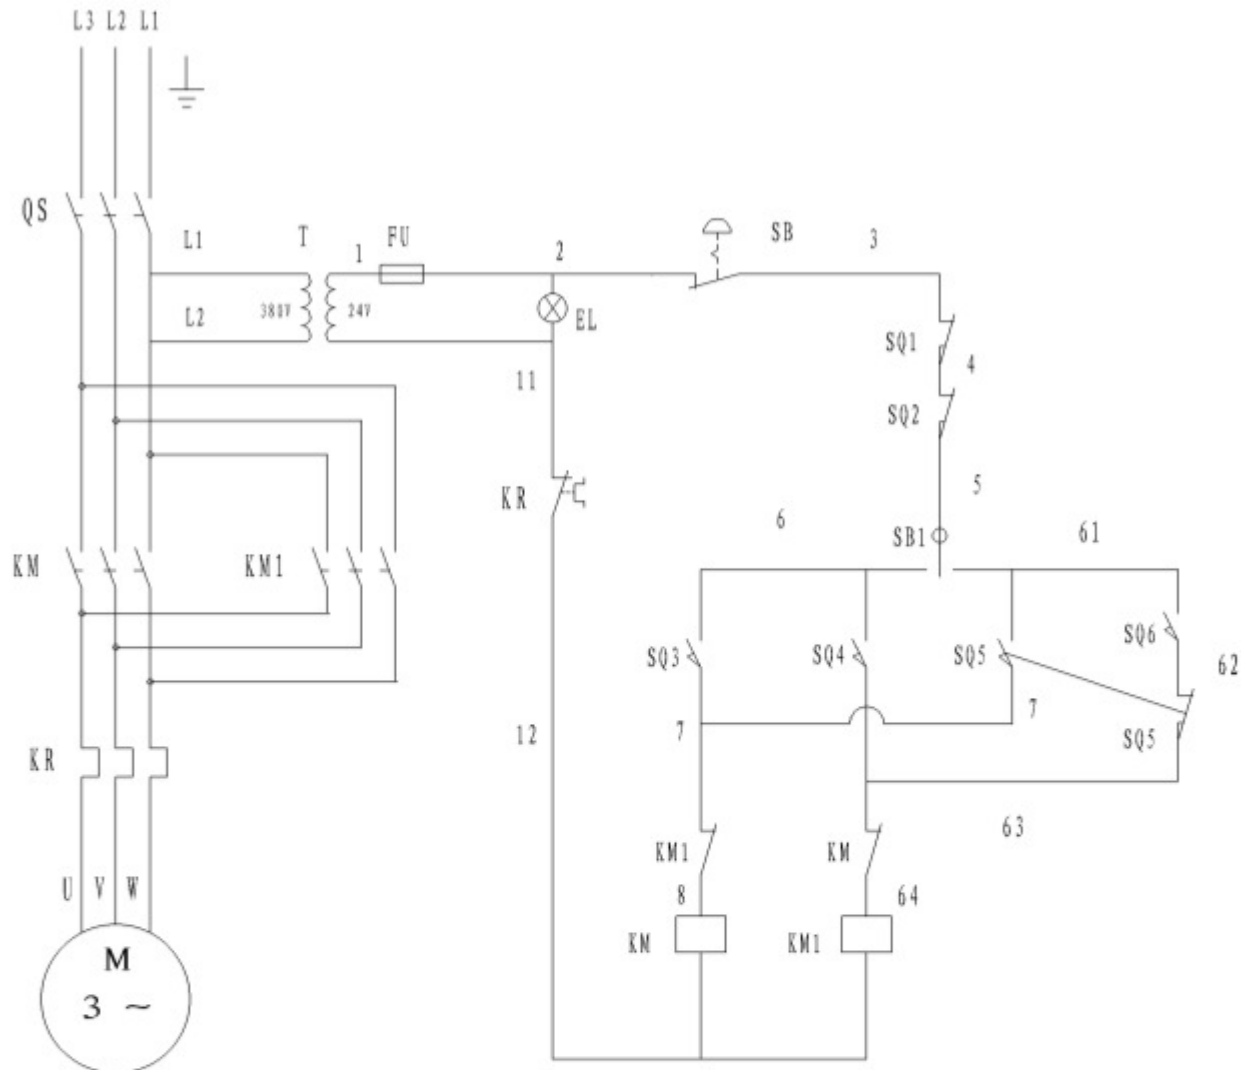 L3 L2 L1
QS
L1 T 1 FU 2 SB 3
380V 24V
L2 EL
SQ1
4
11
SQ2
KR
5
6
SB1 61
KM KM1
SQ6
SQ3 SQ4 SQ5
62
7
7
12
SQ5
KR
63
KM1 KM
U V W
8 64
KM KM1
M
3 ~